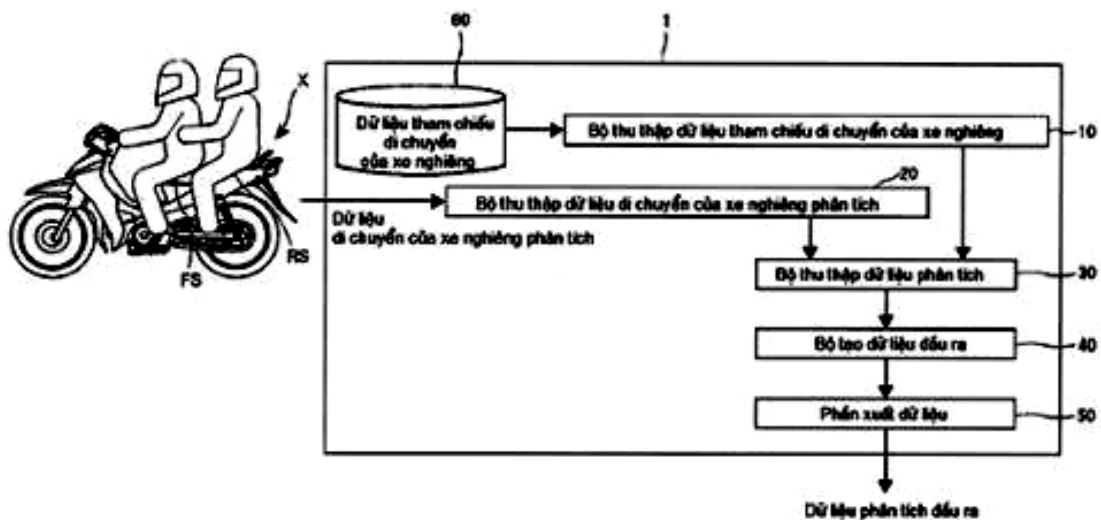 60
1
X
Dữ liệu tham chiếu
di chuyển
của xe nghiêng
Bộ thu thập dữ liệu tham chiếu di chuyển của xe nghiêng
10
20
Bộ thu thập dữ liệu di chuyển của xe nghiêng phân tích
Dữ liệu
di chuyển của xe nghiêng phân tích
RS
FS
Bộ thu thập dữ liệu phân tích
30
Bộ tạo dữ liệu đầu ra
40
Phần xuất dữ liệu
50
Dữ liệu phân tích đầu ra